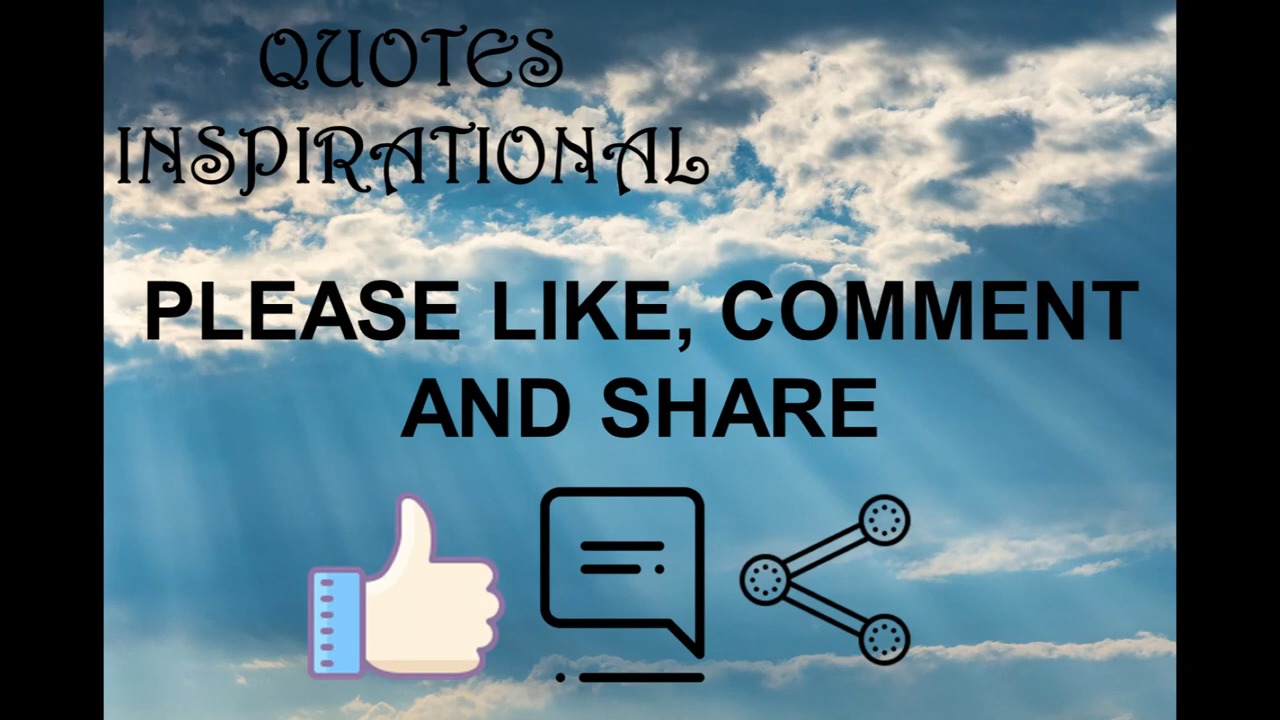 QUOTES
INSPIRATIONAL
PLEASE LIKE, COMMENT
AND SHARE